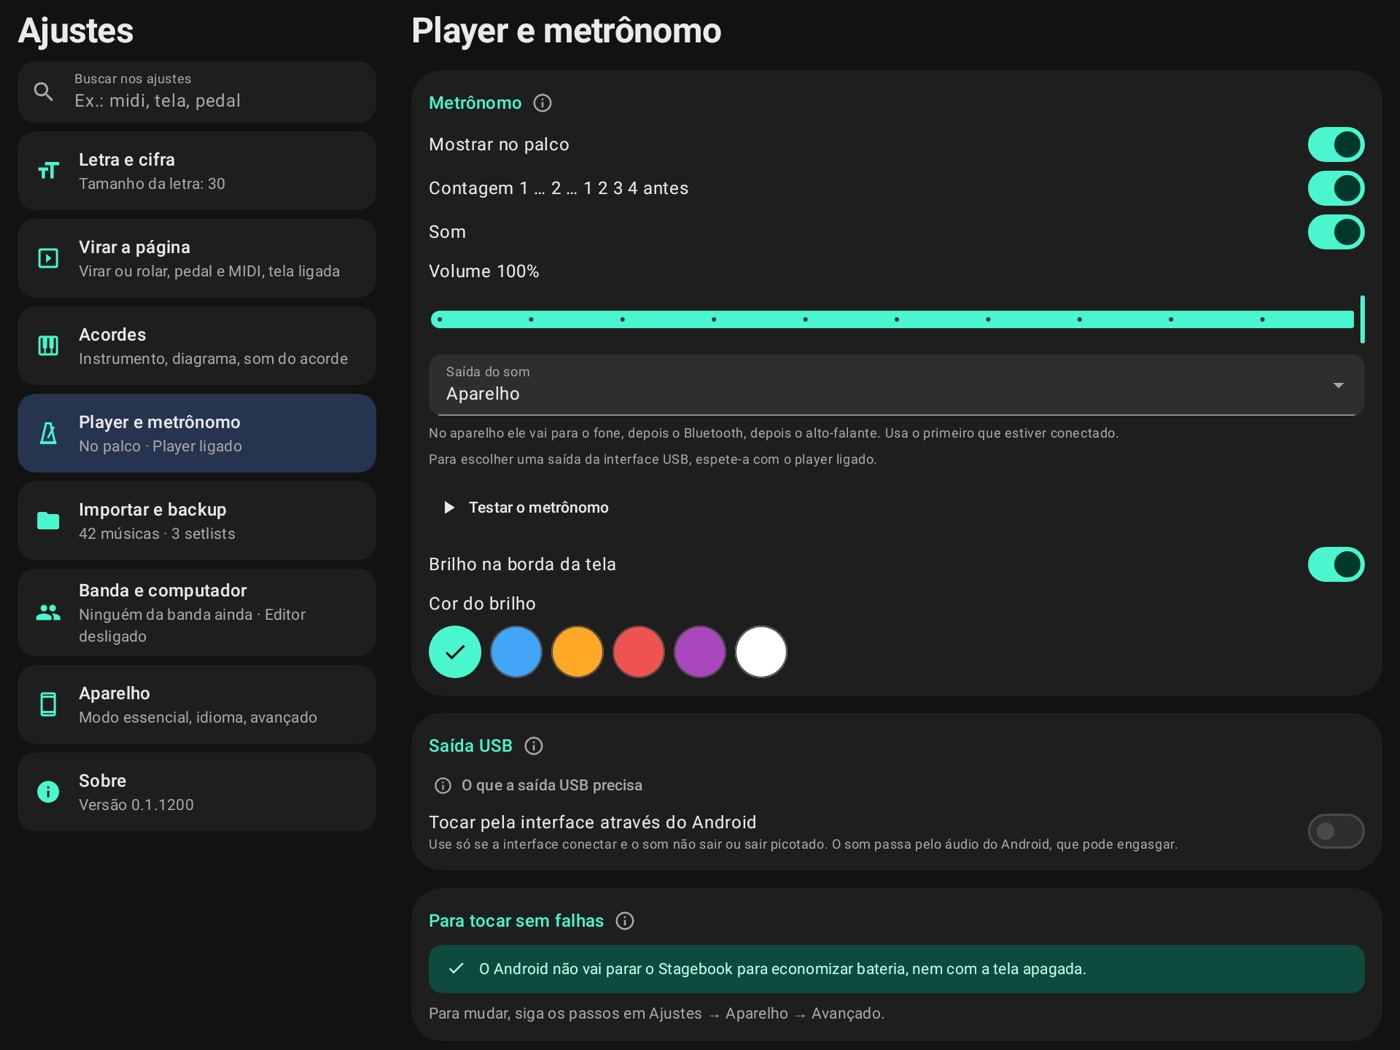 Ajustes
Buscar nos ajustes
Ex.: midi, tela, pedal
Letra e cifra
Tamanho da letra: 30
Virar a página
Virar ou rolar, pedal e MIDI, tela ligada
Acordes
Instrumento, diagrama, som do acorde
Player e metrônomo
No palco · Player ligado
Importar e backup
42 músicas · 3 setlists
Banda e computador
Ninguém da banda ainda · Editor
desligado
Aparelho
Modo essencial, idioma, avançado
Sobre
Versão 0.1.1200
Player e metrônomo
Metrônomo
Mostrar no palco
Contagem 1 ... 2 ... 1 2 3 4 antes
Som
Volume 100%
Saída do som
Aparelho
No aparelho ele vai para o fone, depois o Bluetooth, depois o alto-falante. Usa o primeiro que estiver conectado.
Para escolher uma saída da interface USB, espete-a com o player ligado.
Testar o metrônomo
Brilho na borda da tela
Cor do brilho
Saída USB
O que a saída USB precisa
Tocar pela interface através do Android
Use só se a interface conectar e o som não sair ou sair picotado. O som passa pelo áudio do Android, que pode engasgar.
Para tocar sem falhas
O Android não vai parar o Stagebook para economizar bateria, nem com a tela apagada.
Para mudar, siga os passos em Ajustes → Aparelho → Avançado.